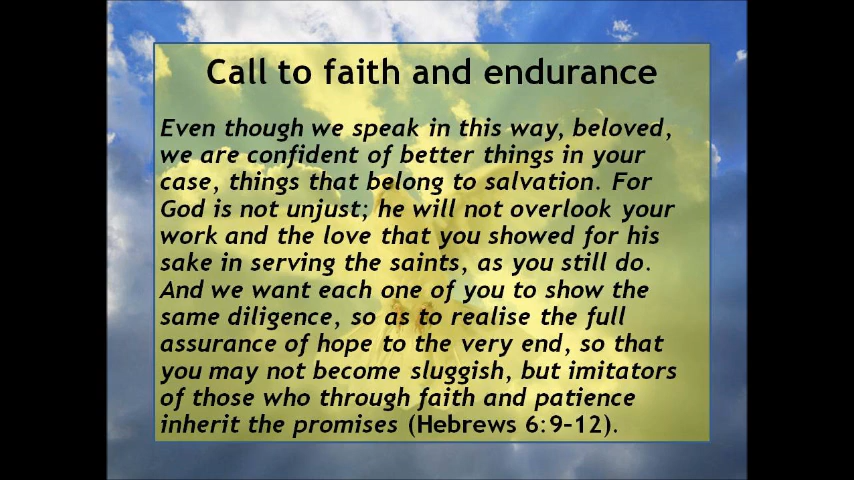 Call to faith and endurance
Even though we speak in this way, beloved,
we are confident of better things in your
case, things that belong to salvation. For
God is not unjust; he will not overlook your
work and the love that you showed for his
sake in serving the saints, as you still do.
And we want each one of you to show the
same diligence, so as to realise the full
assurance of hope to the very end, so that
you may not become sluggish, but imitators
of those who through faith and patience
inherit the promises (Hebrews 6:9-12).